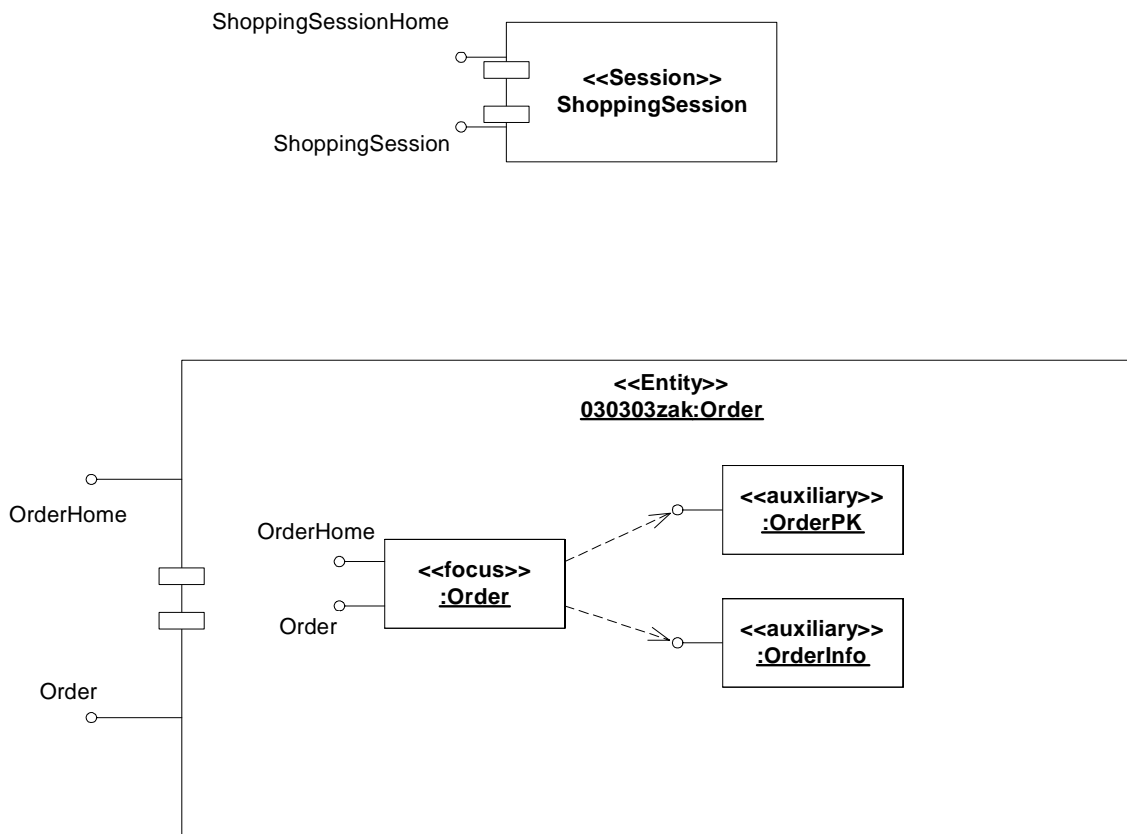 ShoppingSessionHome
<<Session>>
ShoppingSession
ShoppingSession
<<Entity>>
030303zak:Order
OrderHome
OrderHome
<<focus>>
:Order
Order
<<auxiliary>>
:OrderPK
<<auxiliary>>
:OrderInfo
Order